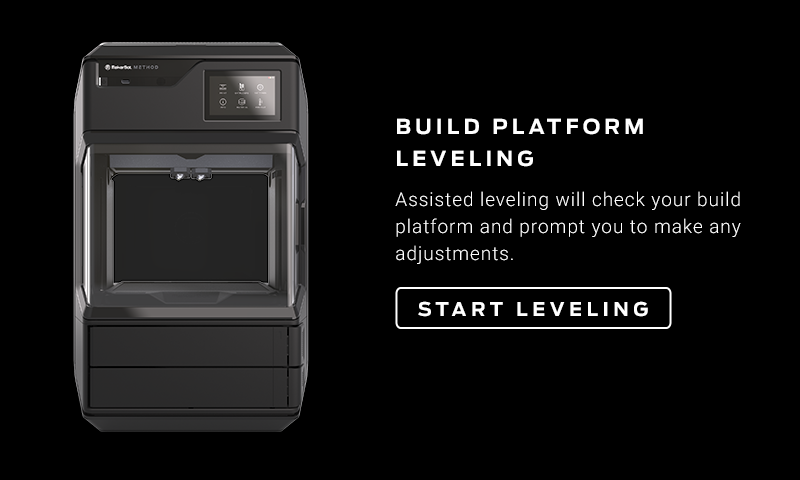 MakerBot METHOD
BUILD PLATFORM
LEVELING
Assisted leveling will check your build
platform and prompt you to make any
adjustments.
START LEVELING